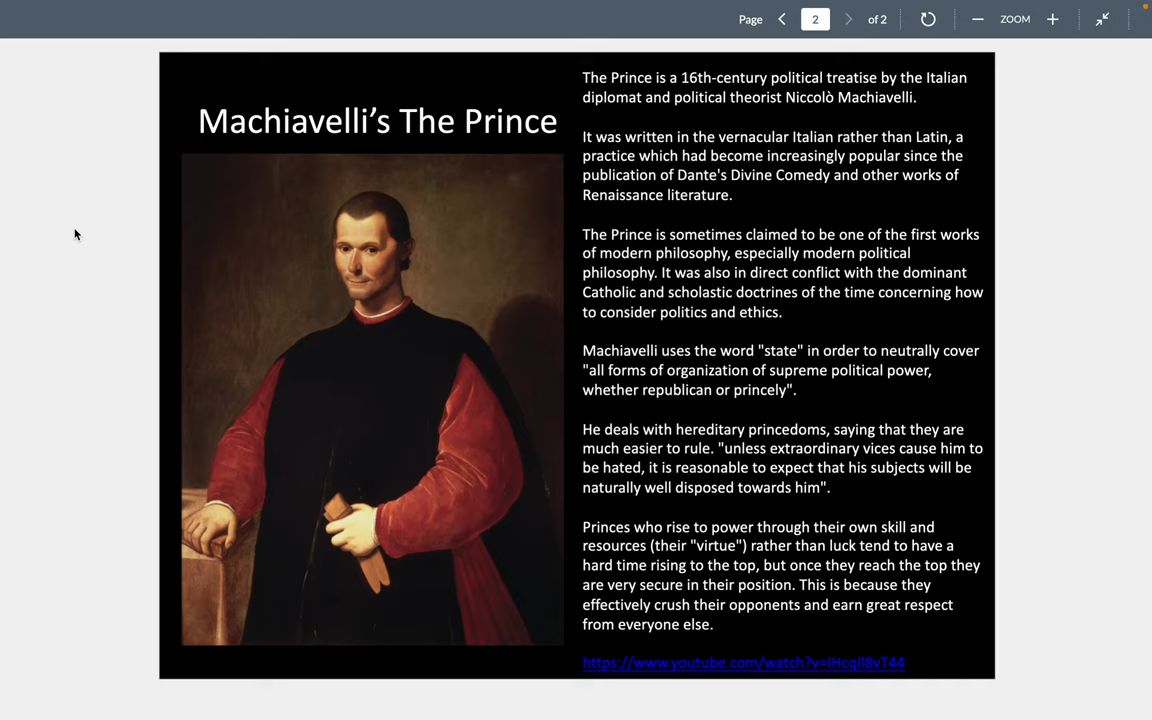 Page 2 of 2 ZOOM
Machiavelli’s The Prince
The Prince is a 16th-century political treatise by the Italian
diplomat and political theorist Niccolò Machiavelli.
It was written in the vernacular Italian rather than Latin, a
practice which had become increasingly popular since the
publication of Dante's Divine Comedy and other works of
Renaissance literature.
The Prince is sometimes claimed to be one of the first works
of modern philosophy, especially modern political
philosophy. It was also in direct conflict with the dominant
Catholic and scholastic doctrines of the time concerning how
to consider politics and ethics.
Machiavelli uses the word "state" in order to neutrally cover
"all forms of organization of supreme political power,
whether republican or princely".
He deals with hereditary princedoms, saying that they are
much easier to rule. "unless extraordinary vices cause him to
be hated, it is reasonable to expect that his subjects will be
naturally well disposed towards him".
Princes who rise to power through their own skill and
resources (their "virtue") rather than luck tend to have a
hard time rising to the top, but once they reach the top they
are very secure in their position. This is because they
effectively crush their opponents and earn great respect
from everyone else.